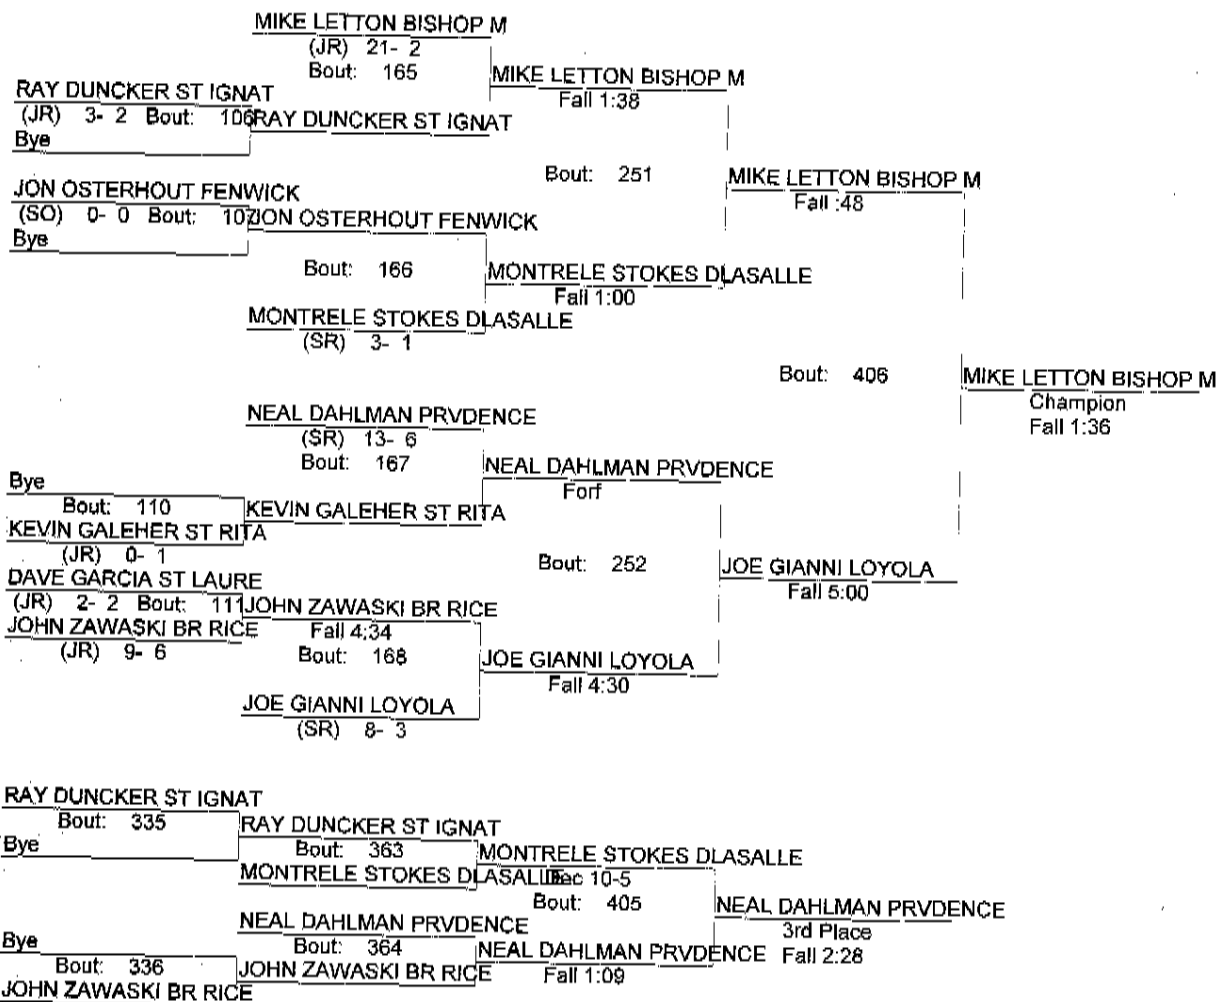 MIKE LETTON BISHOP M
(JR) 21- 2
Bout: 165
MIKE LETTON BISHOP M
Fall 1:38
RAY DUNCKER ST IGNAT
(JR) 3- 2 Bout: 106
RAY DUNCKER ST IGNAT
Bye
Bout: 251
MIKE LETTON BISHOP M
Fall :48
JON OSTERHOUT FENWICK
(SO) 0- 0 Bout: 107
JON OSTERHOUT FENWICK
Bye
Bout: 166
MONTRELE STOKES DLASALLE
Fall 1:00
MONTRELE STOKES DLASALLE
(SR) 3- 1
Bout: 406
MIKE LETTON BISHOP M
Champion
Fall 1:36
NEAL DAHLMAN PRVDENCE
(SR) 13- 6
Bout: 167
NEAL DAHLMAN PRVDENCE
Forf
Bye
Bout: 110
KEVIN GALEHER ST RITA
KEVIN GALEHER ST RITA
(JR) 0- 1
Bout: 252
JOE GIANNI LOYOLA
Fall 5:00
DAVE GARCIA ST LAURE
(JR) 2- 2 Bout: 111
JOHN ZAWASKI BR RICE
Fall 4:34
JOHN ZAWASKI BR RICE
(JR) 9- 6
Bout: 168
JOE GIANNI LOYOLA
Fall 4:30
JOE GIANNI LOYOLA
(SR) 8- 3
RAY DUNCKER ST IGNAT
Bout: 335
RAY DUNCKER ST IGNAT
Bye
Bout: 363
MONTRELE STOKES DLASALLE
MONTRELE STOKES DLASALLE
Dec 10-5
Bout: 405
NEAL DAHLMAN PRVDENCE
3rd Place
Fall 2:28
NEAL DAHLMAN PRVDENCE
Bye
Bout: 364
NEAL DAHLMAN PRVDENCE
Fall 1:09
Bout: 336
JOHN ZAWASKI BR RICE
JOHN ZAWASKI BR RICE